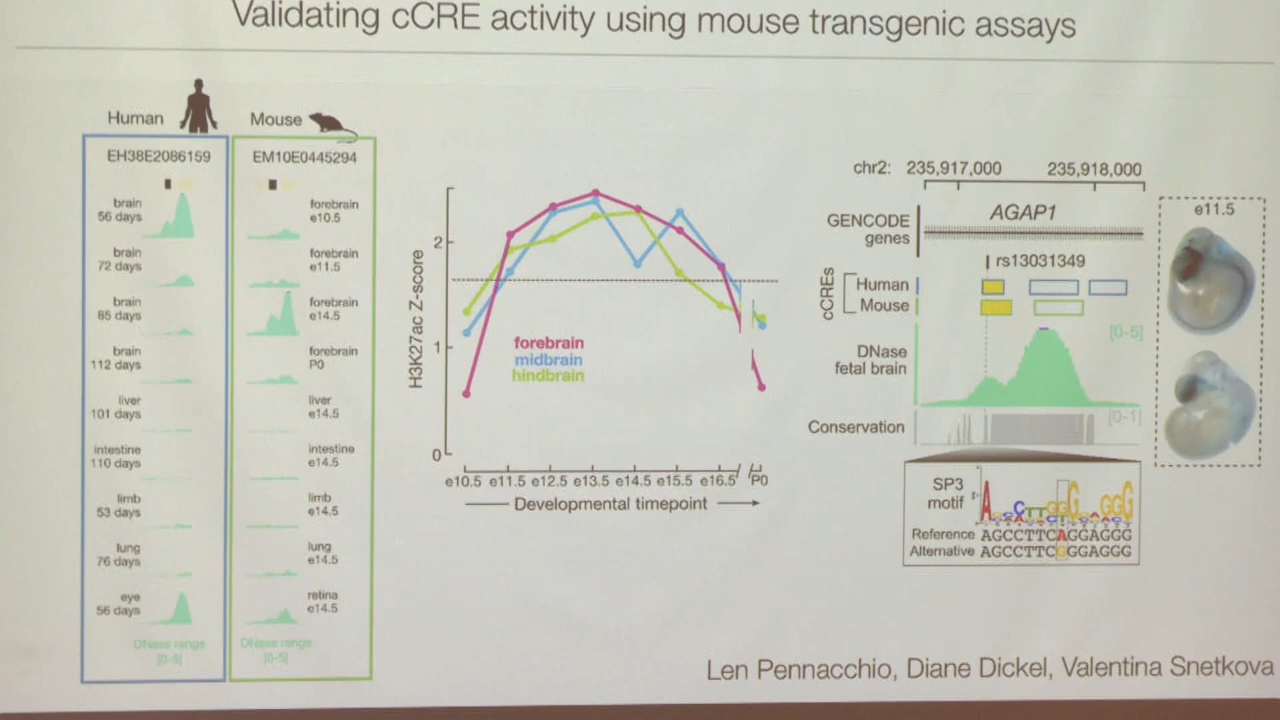 Validating cCRE activity using mouse transgenic assays
Human
Mouse
EH38E2086159
EM10E0445294
brain
56 days
forebrain
e10.5
brain
72 days
forebrain
e11.5
brain
85 days
forebrain
e14.5
brain
112 days
forebrain
P0
liver
101 days
liver
e14.5
intestine
110 days
intestine
e14.5
limb
53 days
limb
e14.5
lung
76 days
lung
e14.5
eye
56 days
retina
e14.5
DNase range
[0-5]
DNase range
[0-5]
H3K27ac Z-score
2
1
0
forebrain
midbrain
hindbrain
e10.5 e11.5 e12.5 e13.5 e14.5 e15.5 e16.5 P0
Developmental timepoint
chr2: 235,917,000 235,918,000
GENCODE
genes
AGAP1
rs13031349
cCREs
Human
Mouse
DNase
fetal brain
[0-5]
Conservation
[0-1]
SP3
motif
Reference AGCCTTCAGGAGGG
Alternative AGCCTTCGGGAGGG
e11.5
Len Pennacchio, Diane Dickel, Valentina Snetkova